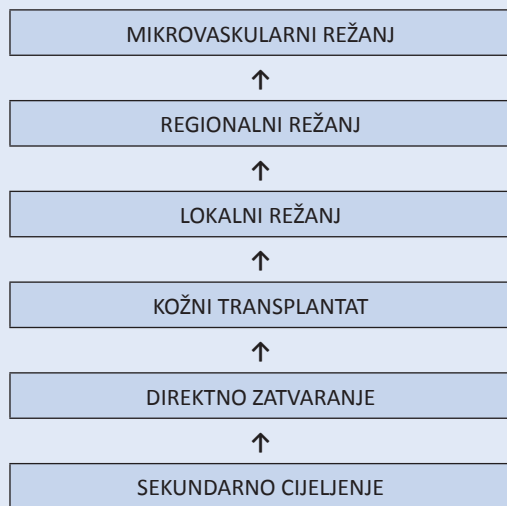 MIKROVASKULARNI REŽANJ
↑
REGIONALNI REŽANJ
↑
LOKALNI REŽANJ
↑
KOŽNI TRANSPLANTAT
↑
DIREKTNO ZATVARANJE
↑
SEKUNDARNO CIJELJENJE